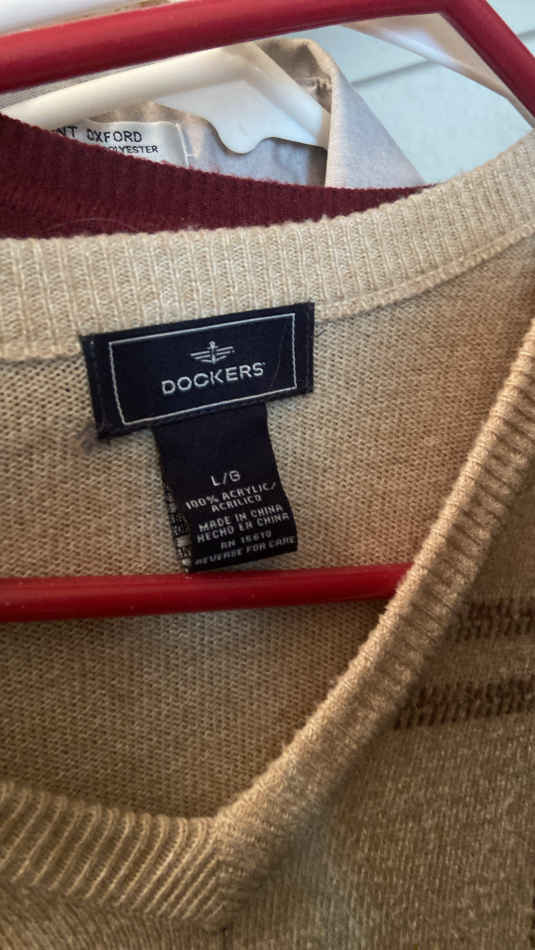 OXFORD
POLYESTER
DOCKERS
L/G
100% ACRYLIC/
ACRILICO
MADE IN CHINA
HECHO EN CHINA
RN 15610
REVERSE FOR CARE